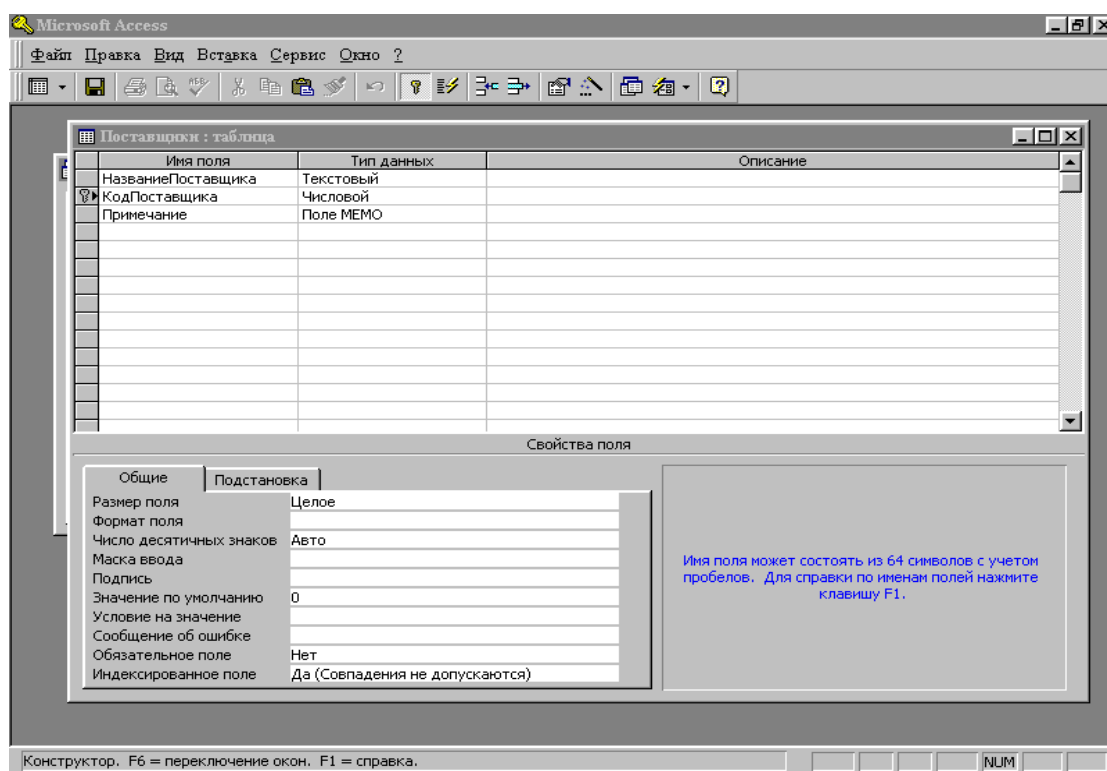 Microsoft Access
Файл Правка Вид Вставка Сервис Окно ?
Поставщики : таблица
Имя поля Тип данных Описание
НазваниеПоставщика Текстовый
КодПоставщика Числовой
Примечание Поле МЕМО
Свойства поля
Общие Подстановка
Размер поля Целое
Формат поля
Число десятичных знаков Авто
Маска ввода
Подпись
Значение по умолчанию 0
Условие на значение
Сообщение об ошибке
Обязательное поле Нет
Индексированное поле Да (Совпадения не допускаются)
Имя поля может состоять из 64 символов с учетом
пробелов. Для справки по именам полей нажмите
клавишу F1.
Конструктор. F6 = переключение окон. F1 = справка. NUM